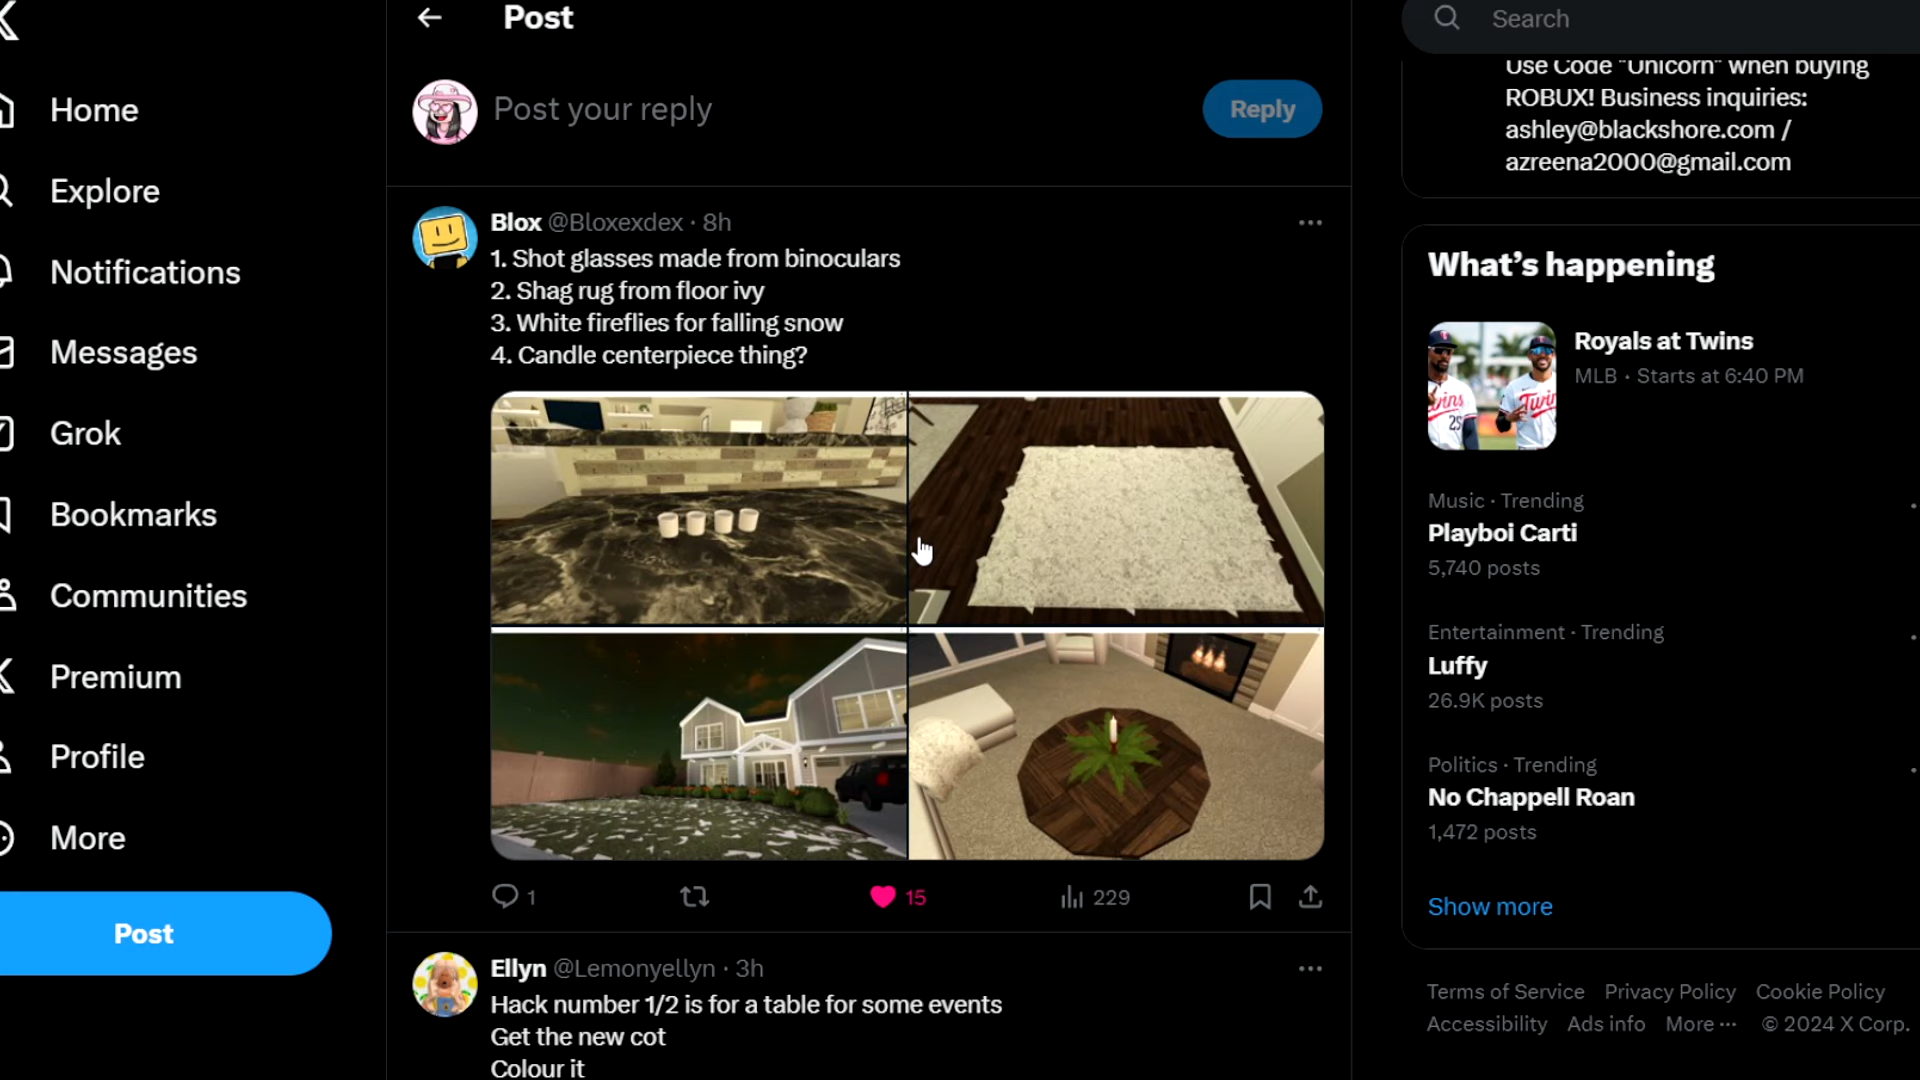 Post
Search
Home
Explore
Notifications
Messages
Grok
Bookmarks
Communities
Premium
Profile
More
Post
Post your reply
Reply
Blox @Bloxexdex · 8h
1. Shot glasses made from binoculars
2. Shag rug from floor ivy
3. White fireflies for falling snow
4. Candle centerpiece thing?
1
15
229
Ellyn @Lemonyellyn · 3h
Hack number 1/2 is for a table for some events
Get the new cot
Colour it
Use Code "Unicorn" when buying
ROBUX! Business inquiries:
ashley@blackshore.com /
azreena2000@gmail.com
What's happening
Royals at Twins
MLB · Starts at 6:40 PM
Music · Trending
Playboi Carti
5,740 posts
Entertainment · Trending
Luffy
26.9K posts
Politics · Trending
No Chappell Roan
1,472 posts
Show more
Terms of Service Privacy Policy Cookie Policy
Accessibility Ads info More ··· © 2024 X Corp.